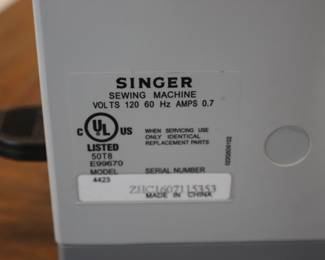 SINGER
SEWING MACHINE
VOLTS 120 60 Hz AMPS 0.7
C UL US
LISTED
50T8
E99670
WHEN SERVICING USE
ONLY IDENTICAL
REPLACEMENT PARTS
MODEL
4423
SERIAL NUMBER
ZHC1607115353
MADE IN CHINA